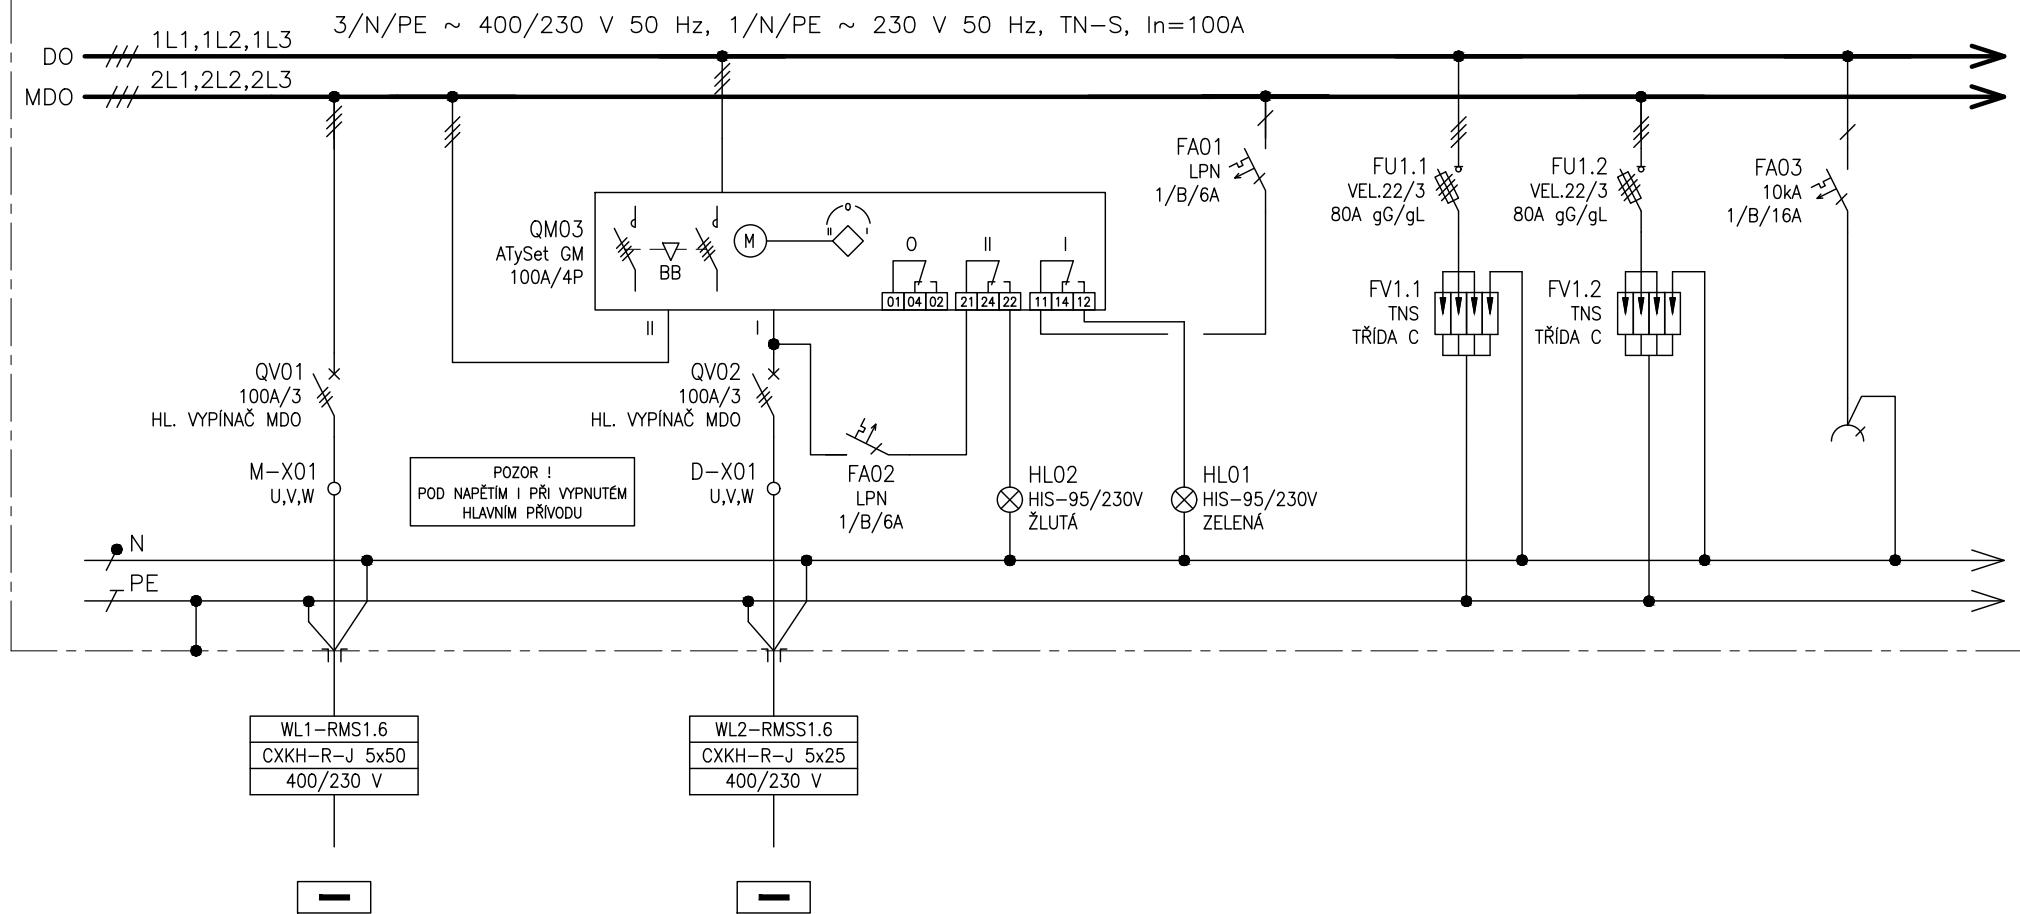 3/N/PE ~ 400/230 V 50 Hz, 1/N/PE ~ 230 V 50 Hz, TN-S, In=100A
DO
1L1,1L2,1L3
MDO
2L1,2L2,2L3
QM03
ATySet GM
100A/4P
BB
M
0
II
I
O
II
I
01 04 02
21 24 22
11 14 12
II
I
FA01
LPN
1/B/6A
FU1.1
VEL.22/3
80A gG/gL
FU1.2
VEL.22/3
80A gG/gL
FA03
10kA
1/B/16A
FV1.1
TNS
TŘÍDA C
FV1.2
TNS
TŘÍDA C
QV01
100A/3
HL. VYPÍNAČ MDO
QV02
100A/3
HL. VYPÍNAČ MDO
M-X01
U,V,W
POZOR !
POD NAPĚTÍM I PŘI VYPNUTÉM
HLAVNÍM PŘÍVODU
D-X01
U,V,W
FA02
LPN
1/B/6A
HL02
HIS-95/230V
ŽLUTÁ
HL01
HIS-95/230V
ZELENÁ
N
PE
WL1-RMS1.6
CXKH-R-J 5x50
400/230 V
WL2-RMSS1.6
CXKH-R-J 5x25
400/230 V